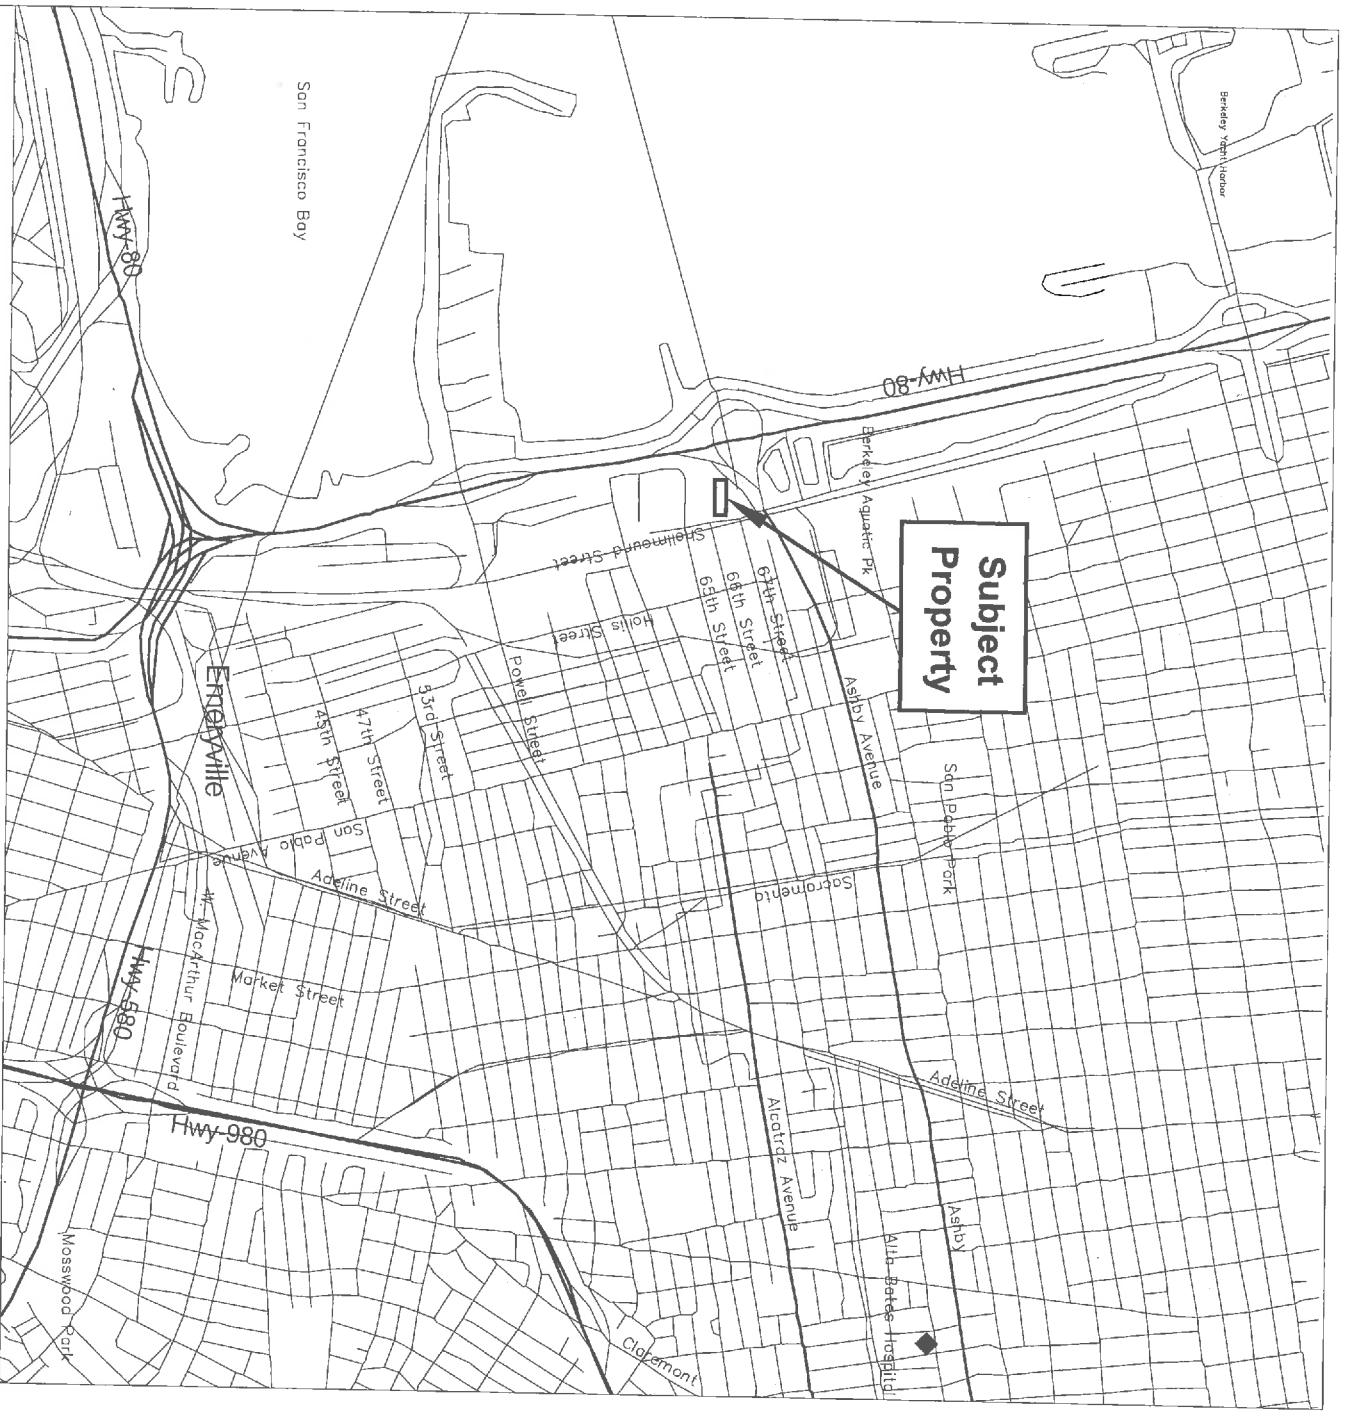 Berkeley Yacht Harbor
San Francisco Bay
Hwy-80
Hwy-80
Berkeley Aquatic Pk
Subject
Property
Shellmound Street
67th Street
66th Street
65th Street
Hollis Street
Ashby Avenue
Powell Street
53rd Street
47th Street
45th Street
Emeryville
San Pablo Park
San Pablo Avenue
Sacramento
Adeline Street
W. MacArthur Boulevard
Market Street
Hwy-580
Adeline Street
Alcatraz Avenue
Hwy-980
Ashby
Alta Bates Hospital
Mosswood Park
Claremont